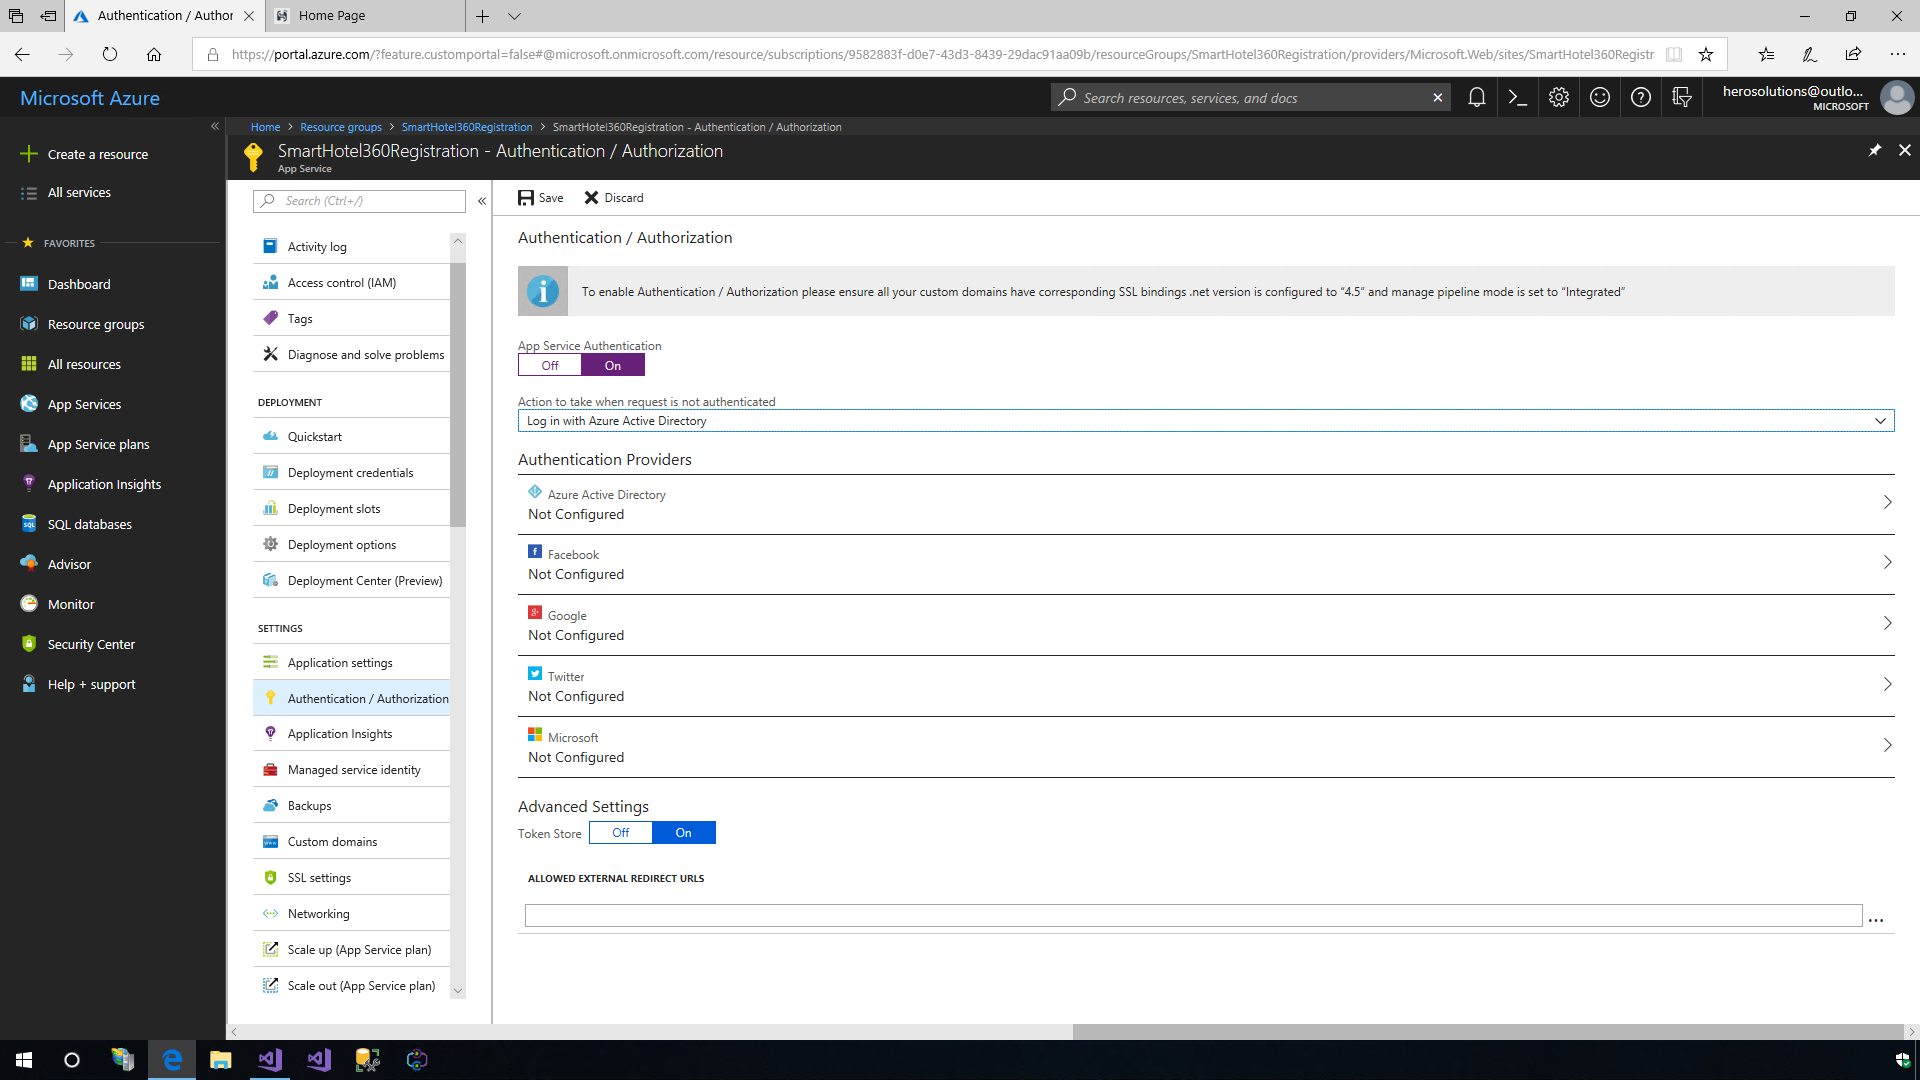 Authentication / Author
Home Page
https://portal.azure.com/?feature.customportal=false#@microsoft.onmicrosoft.com/resource/subscriptions/9582883f-d0e7-43d3-8439-29dac91aa09b/resourceGroups/SmartHotel360Registration/providers/Microsoft.Web/sites/SmartHotel360Registr
Microsoft Azure
Search resources, services, and docs
herosolutions@outlo...
MICROSOFT
Home > Resource groups > SmartHotel360Registration > SmartHotel360Registration - Authentication / Authorization
SmartHotel360Registration - Authentication / Authorization
App Service
Create a resource
All services
FAVORITES
Dashboard
Resource groups
All resources
App Services
App Service plans
Application Insights
SQL databases
Advisor
Monitor
Security Center
Help + support
Search (Ctrl+/)
Activity log
Access control (IAM)
Tags
Diagnose and solve problems
DEPLOYMENT
Quickstart
Deployment credentials
Deployment slots
Deployment options
Deployment Center (Preview)
SETTINGS
Application settings
Authentication / Authorization
Application Insights
Managed service identity
Backups
Custom domains
SSL settings
Networking
Scale up (App Service plan)
Scale out (App Service plan)
Save
Discard
Authentication / Authorization
To enable Authentication / Authorization please ensure all your custom domains have corresponding SSL bindings .net version is configured to “4.5” and manage pipeline mode is set to “Integrated”
App Service Authentication
Off On
Action to take when request is not authenticated
Log in with Azure Active Directory
Authentication Providers
Azure Active Directory
Not Configured
Facebook
Not Configured
Google
Not Configured
Twitter
Not Configured
Microsoft
Not Configured
Advanced Settings
Token Store Off On
ALLOWED EXTERNAL REDIRECT URLS
...